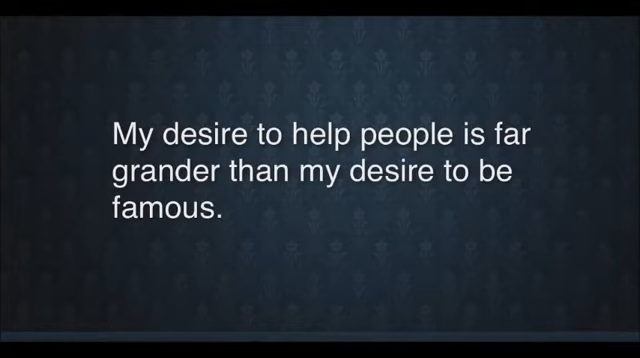 My desire to help people is far
grander than my desire to be
famous.